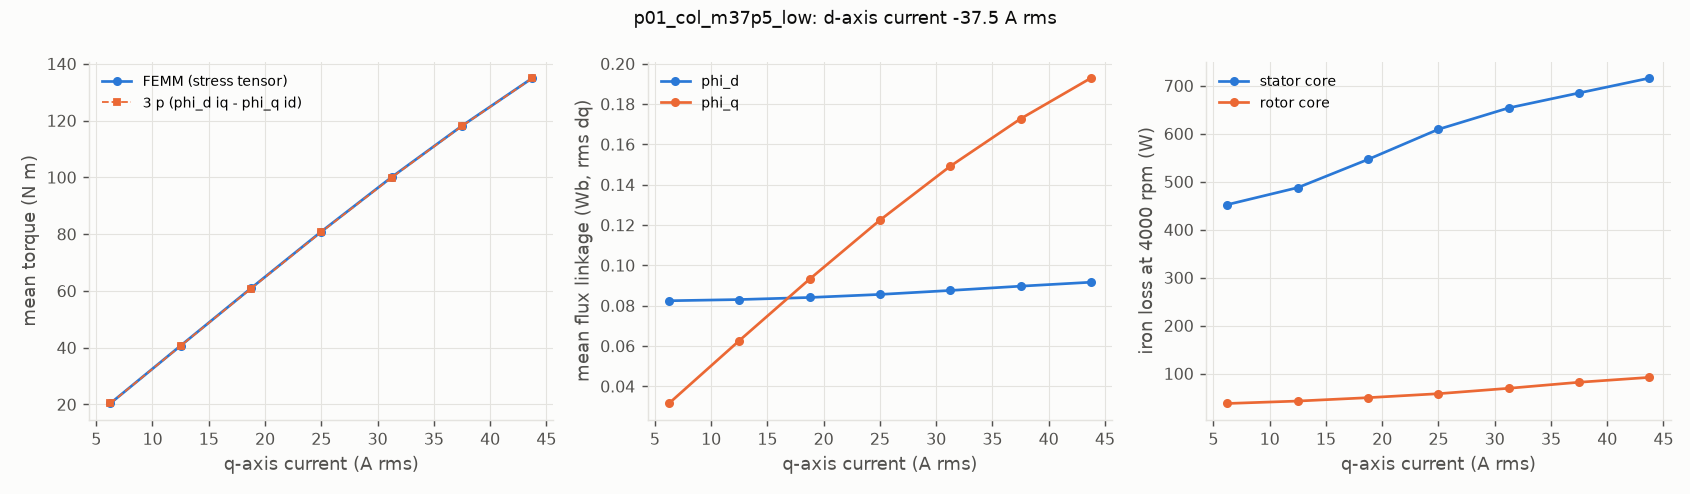 p01_col_m37p5_low: d-axis current -37.5 A rms
mean torque (N m)
140
120
100
80
60
40
20
FEMM (stress tensor)
3 p (phi_d iq - phi_q id)
5 10 15 20 25 30 35 40 45
q-axis current (A rms)
mean flux linkage (Wb, rms dq)
0.20
0.18
0.16
0.14
0.12
0.10
0.08
0.06
0.04
phi_d
phi_q
5 10 15 20 25 30 35 40 45
q-axis current (A rms)
iron loss at 4000 rpm (W)
700
600
500
400
300
200
100
stator core
rotor core
5 10 15 20 25 30 35 40 45
q-axis current (A rms)